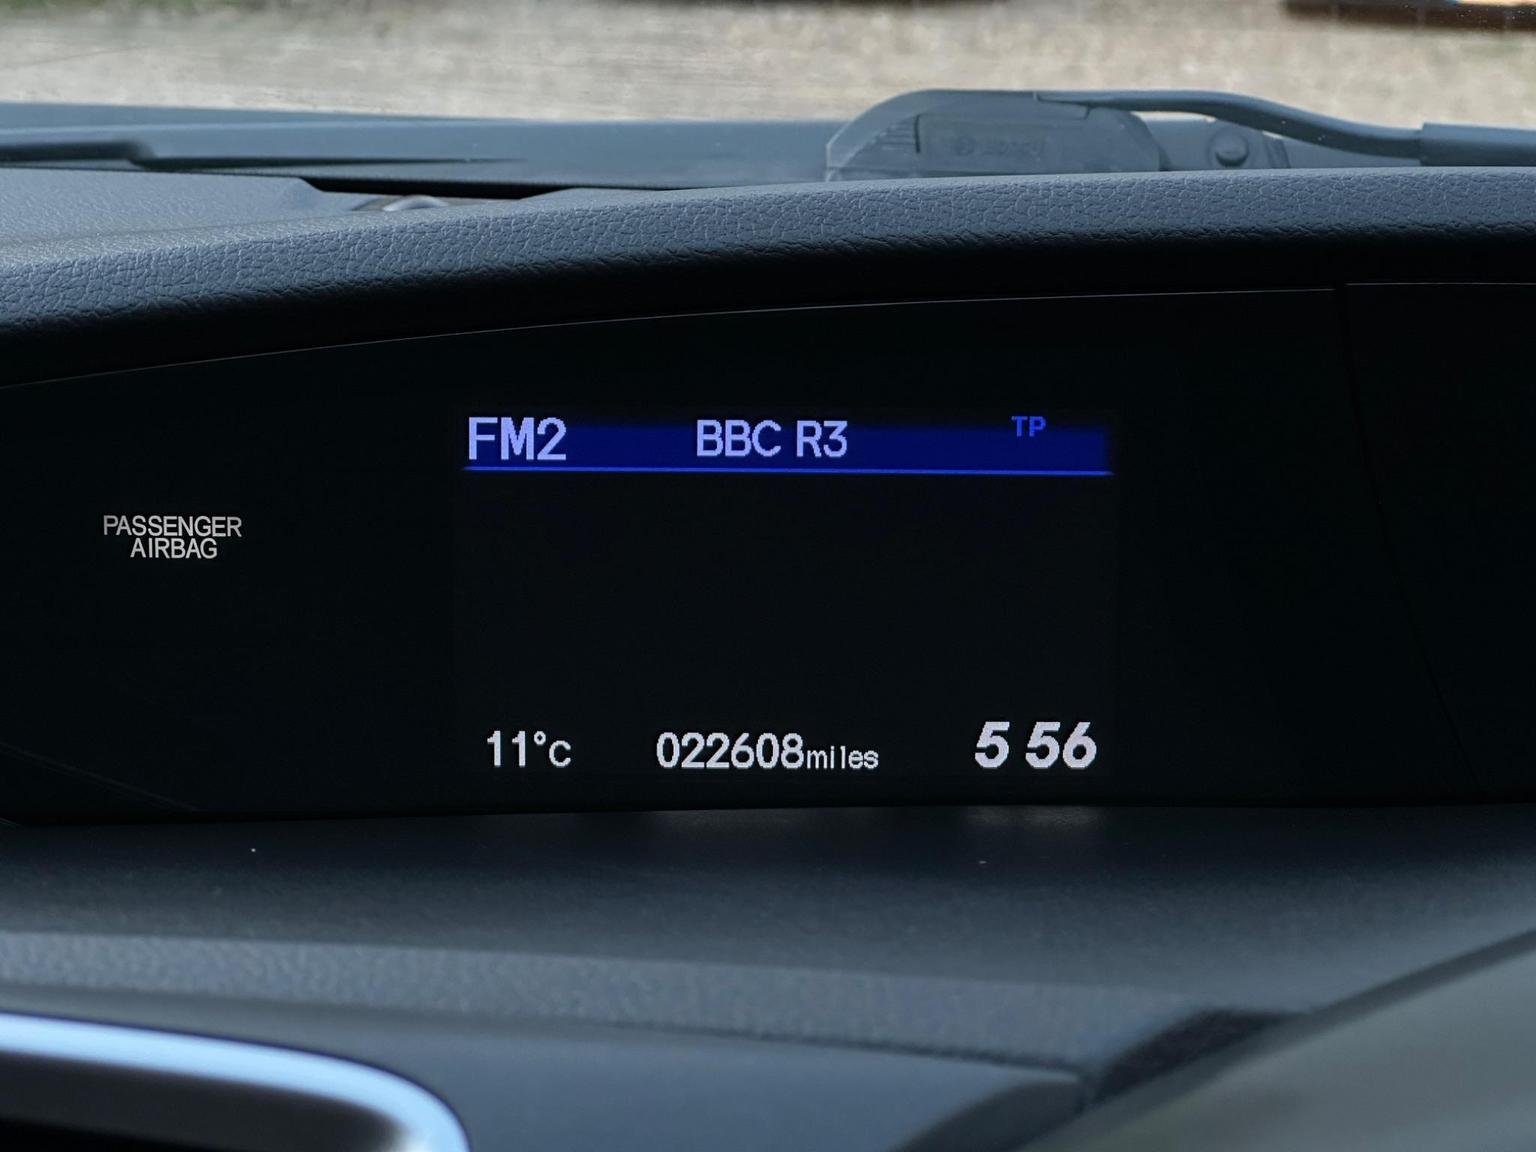 FM2 BBC R3 TP
PASSENGER
AIRBAG
11°C 022608miles 5 56